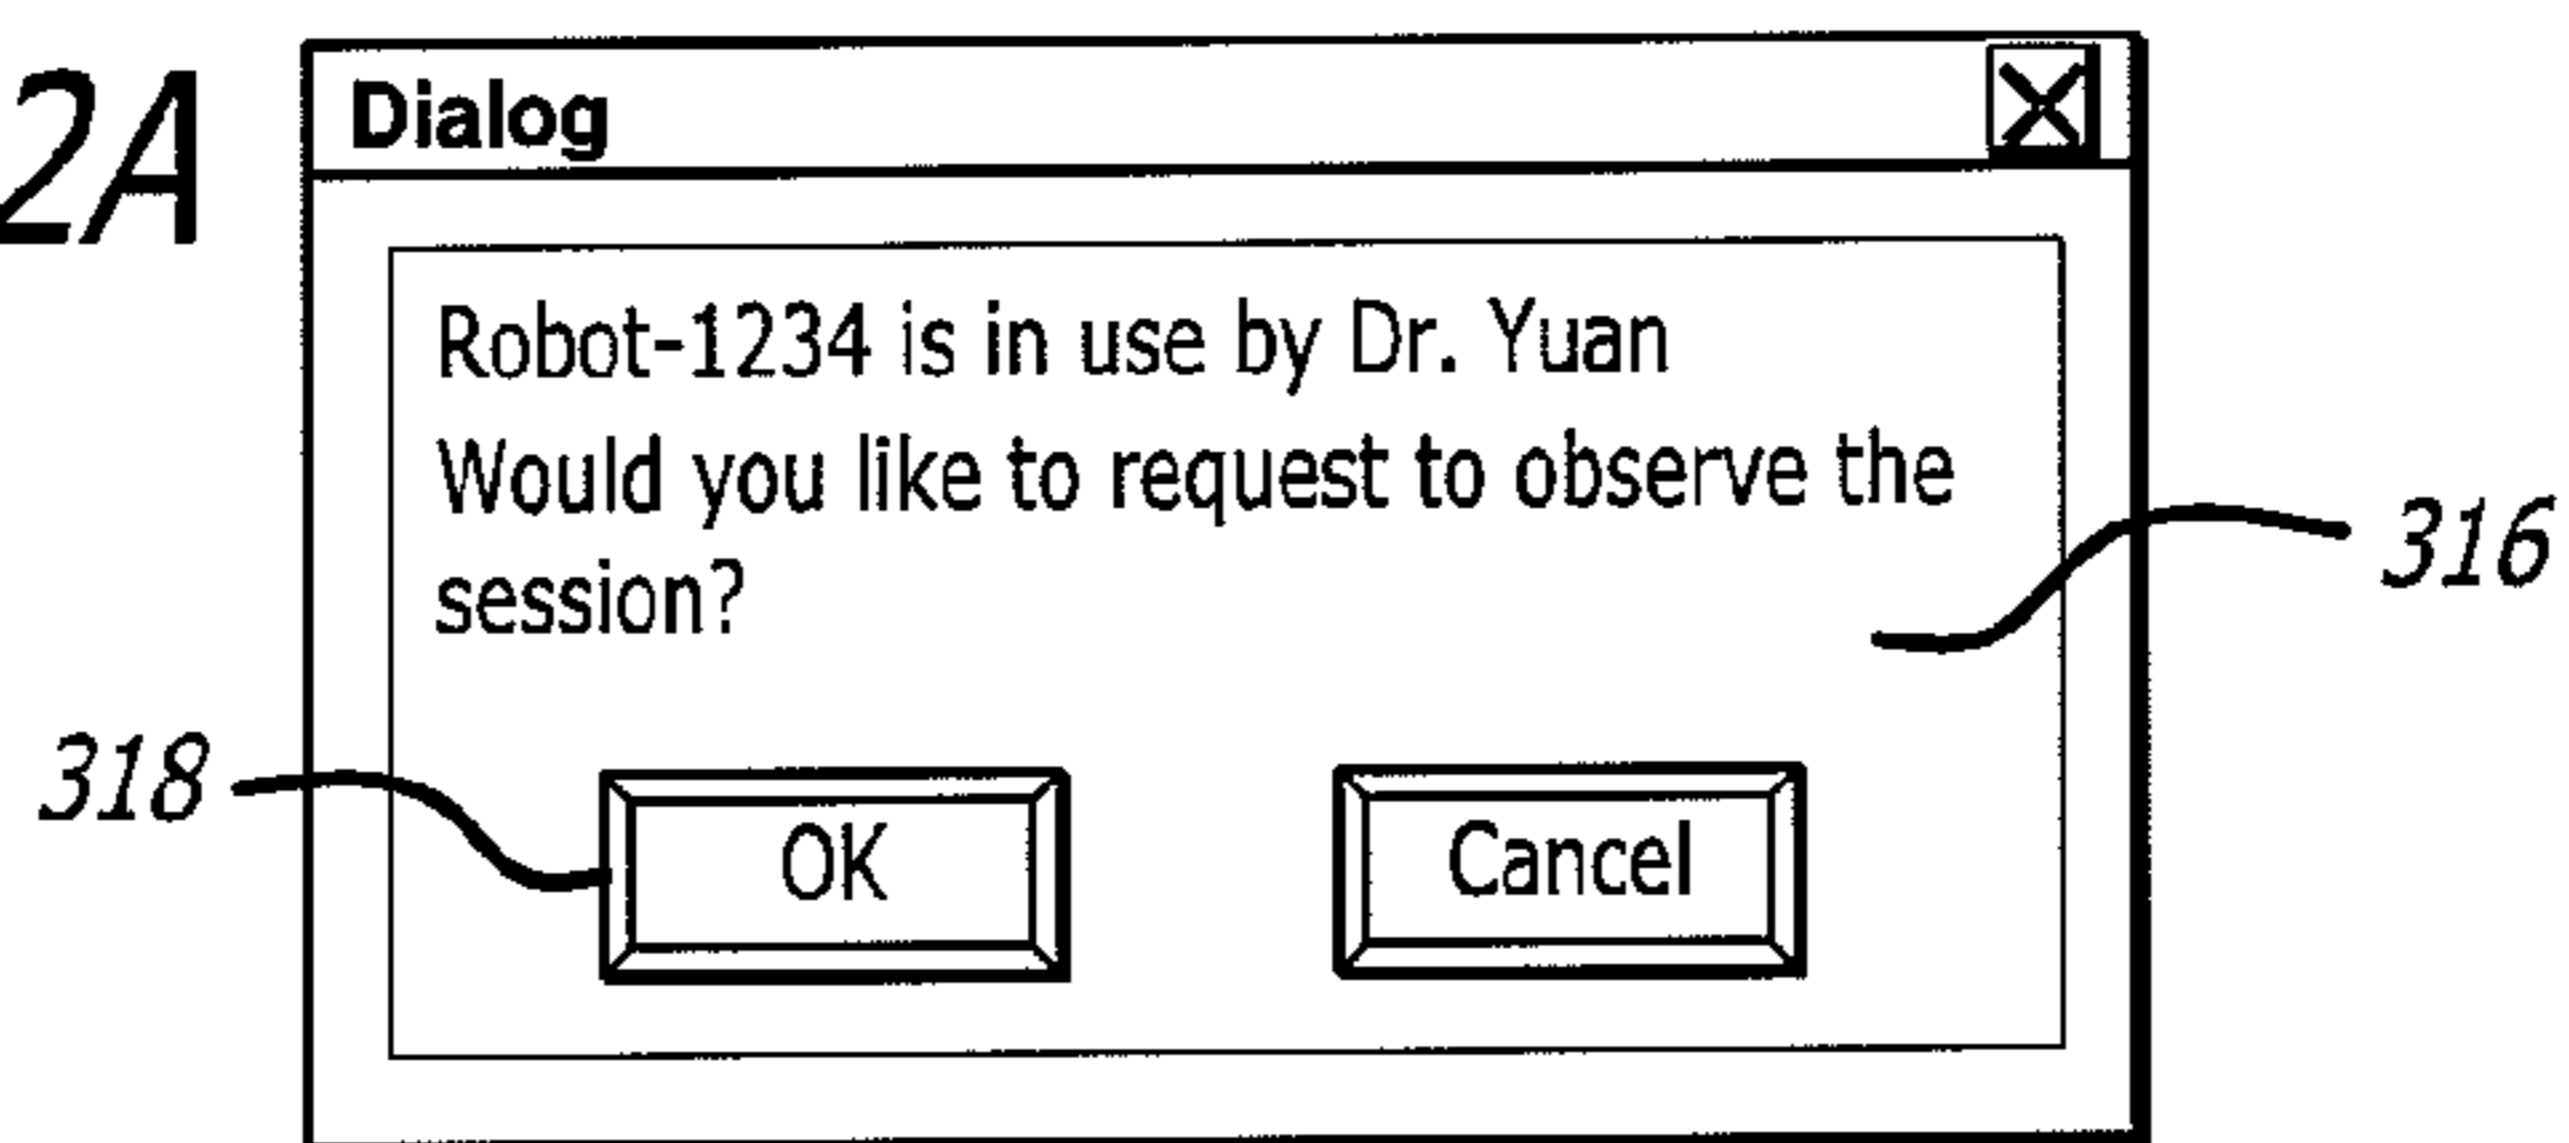 2A
Dialog
Robot-1234 is in use by Dr. Yuan
Would you like to request to observe the
session?
316
318
OK
Cancel